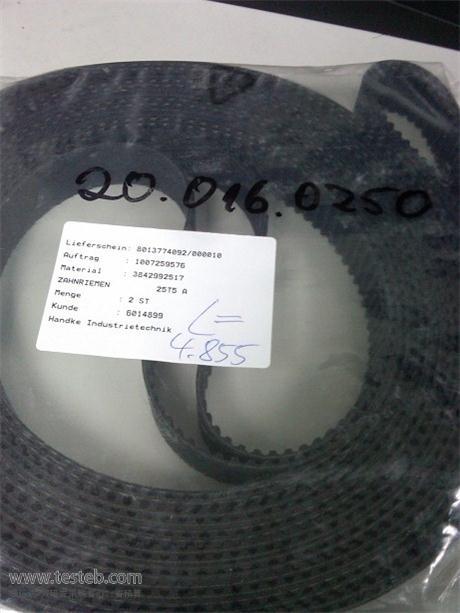 20.016.0250
Lieferschein: 8013774092/000010
Auftrag : 1007259576
Material : 3842992517
ZAHNRIEMEN 25T5 A
Menge : 2 ST
Kunde : 6014899
Handke Industrietechnik
L=
4.855
www.testeb.com